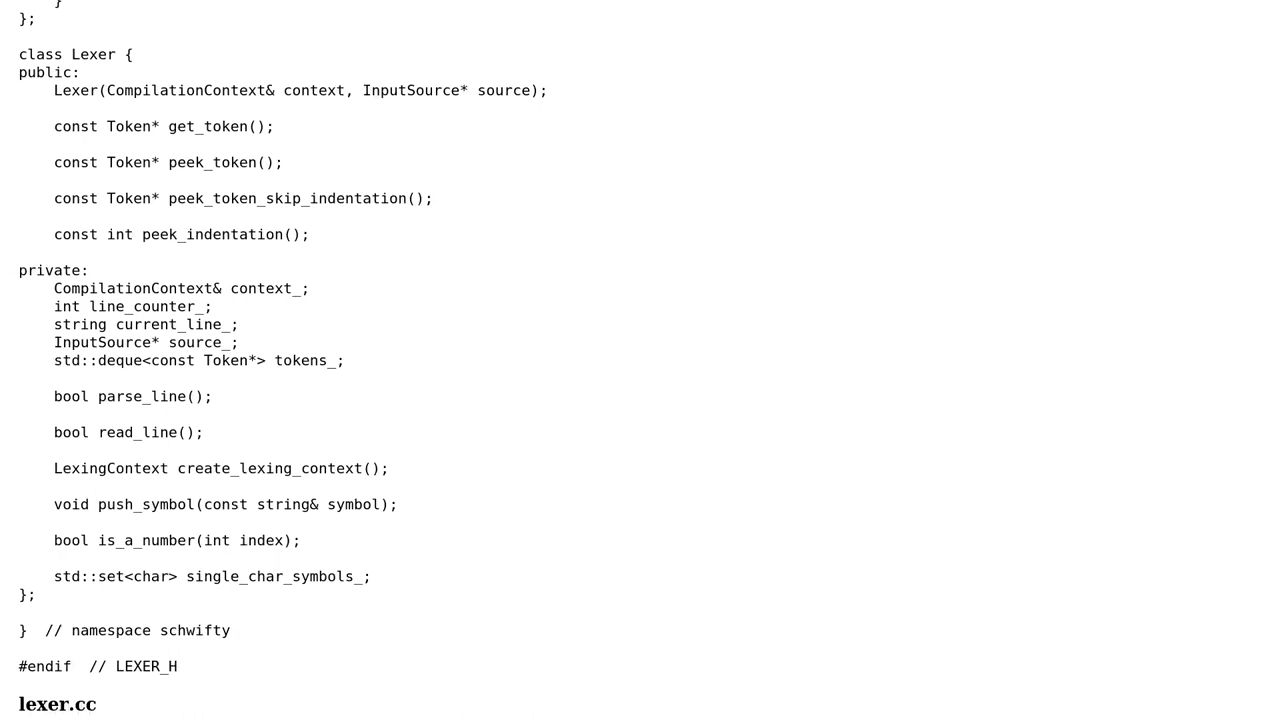 }
};

class Lexer {
public:
    Lexer(CompilationContext& context, InputSource* source);

    const Token* get_token();

    const Token* peek_token();

    const Token* peek_token_skip_indentation();

    const int peek_indentation();

private:
    CompilationContext& context_;
    int line_counter_;
    string current_line_;
    InputSource* source_;
    std::deque<const Token*> tokens_;

    bool parse_line();

    bool read_line();

    LexingContext create_lexing_context();

    void push_symbol(const string& symbol);

    bool is_a_number(int index);

    std::set<char> single_char_symbols_;
};

}  // namespace schwifty

#endif  // LEXER_H

lexer.cc